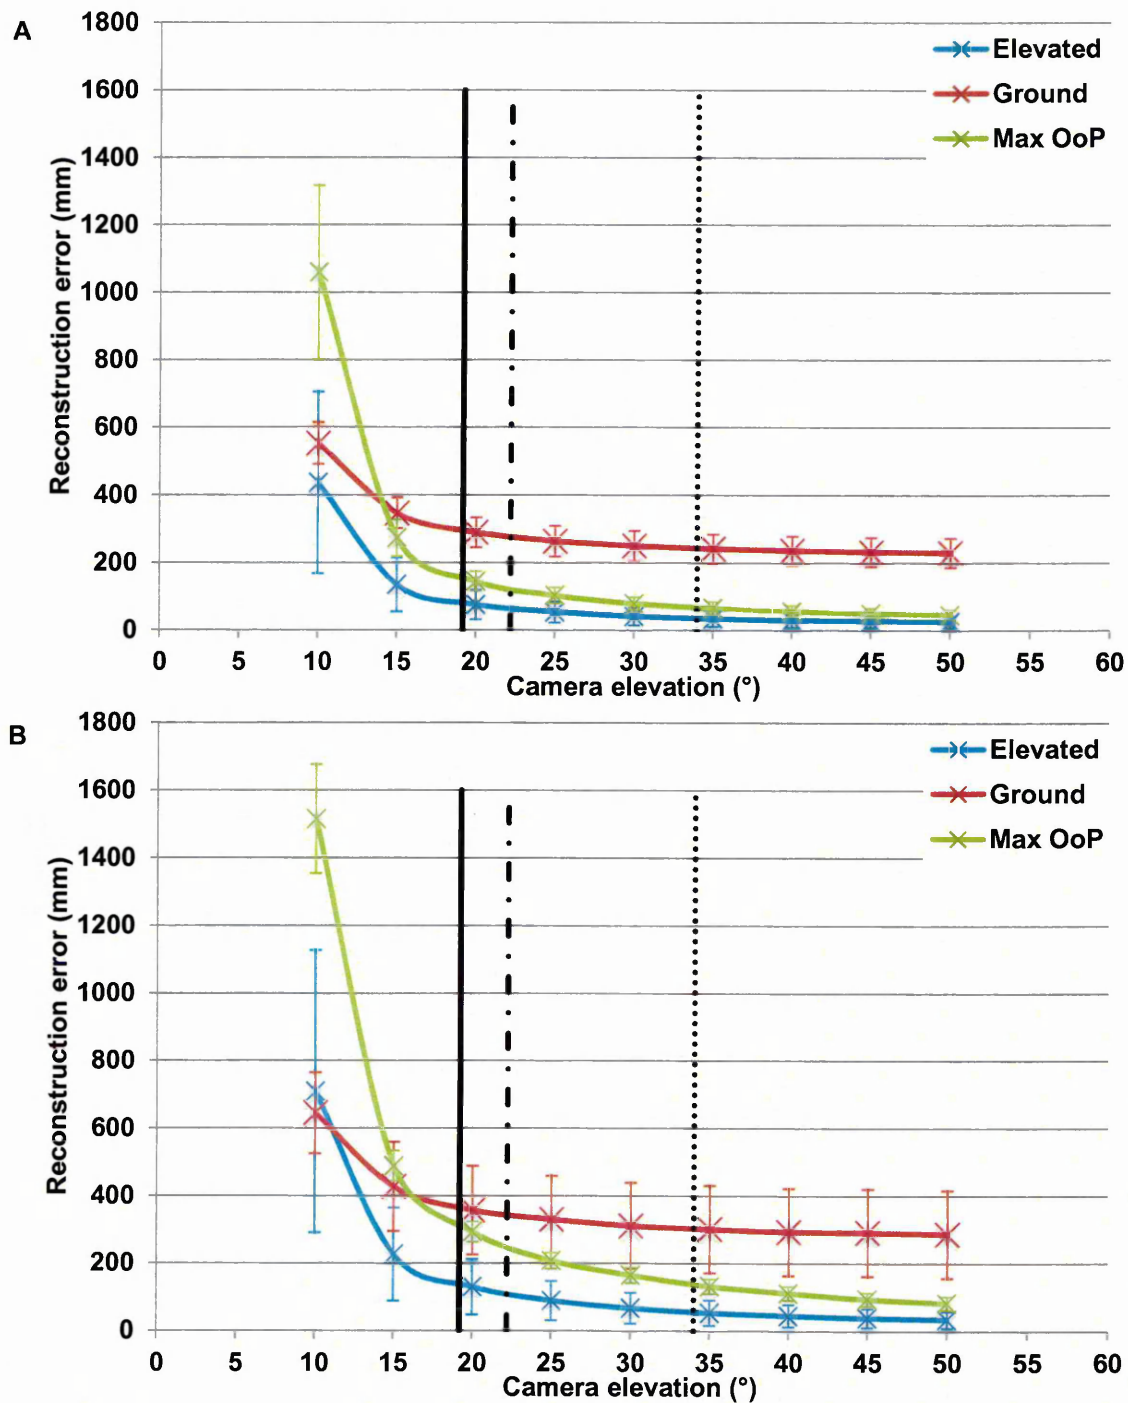 A
1800
1600
1400
1200
1000
800
600
400
200
0
Reconstruction error (mm)
Elevated
Ground
Max OoP
0 5 10 15 20 25 30 35 40 45 50 55 60
Camera elevation (°)
B
1800
1600
1400
1200
1000
800
600
400
200
0
Reconstruction error (mm)
Elevated
Ground
Max OoP
0 5 10 15 20 25 30 35 40 45 50 55 60
Camera elevation (°)